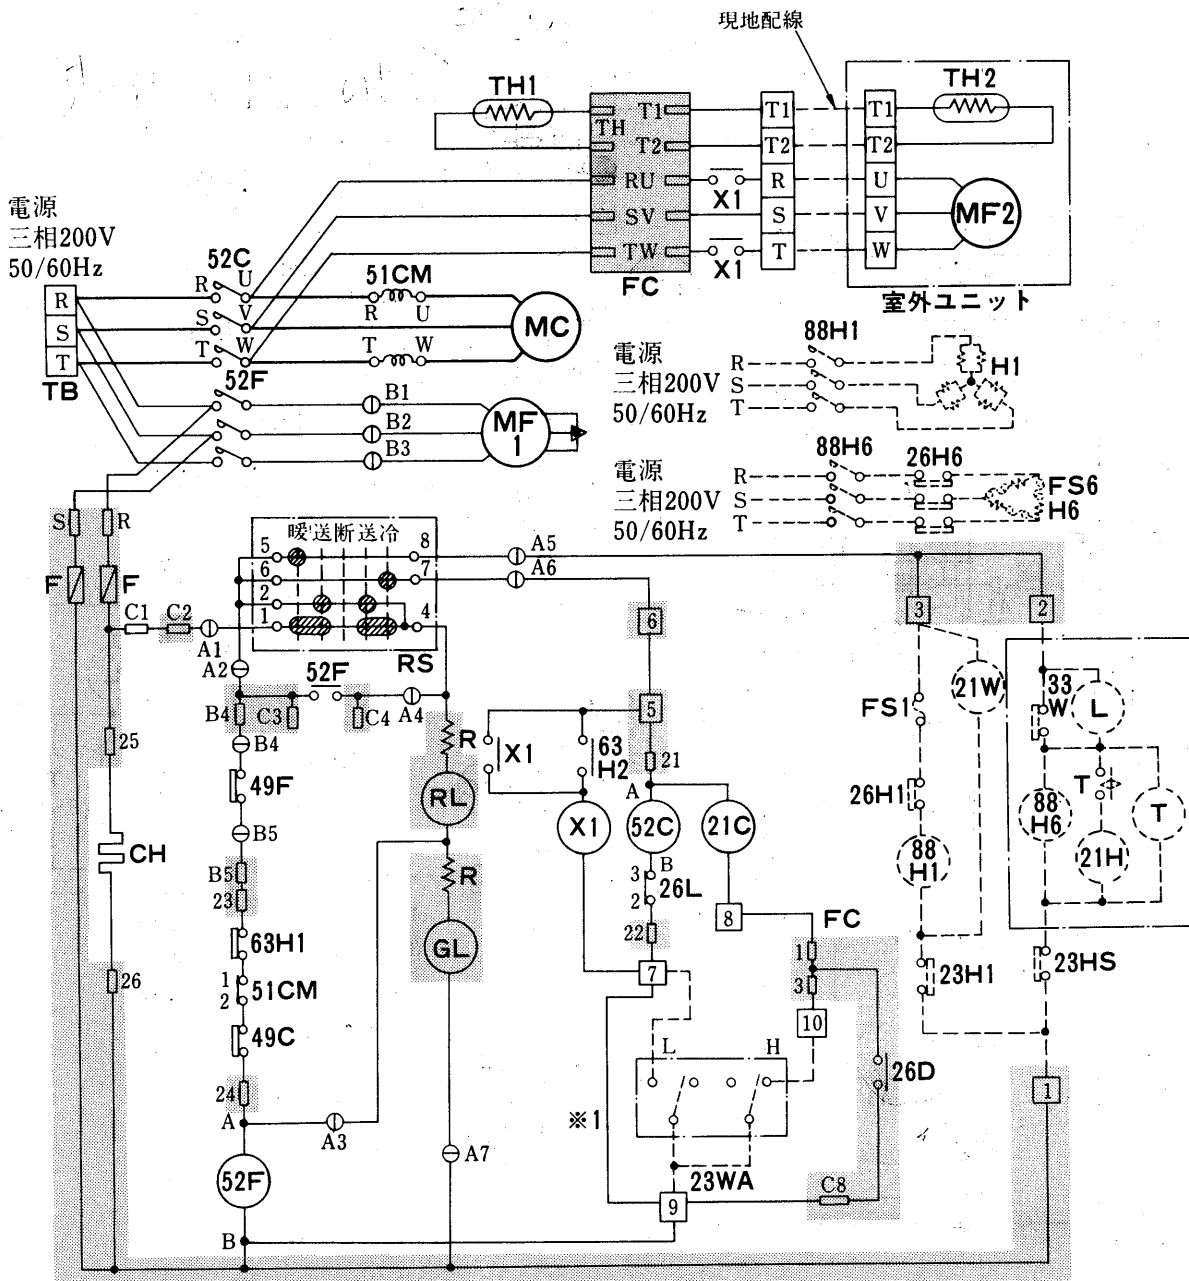 現地配線
TH1
TH2
TH
T1
T1
T1
T2
T2
T2
RU
R
U
X1
SV
S
V
MF2
TW
T
W
X1
FC
室外ユニット
電源
三相200V
50/60Hz
52C
R U
S V
T W
51CM
R U
T W
MC
R
S
T
TB
52F
B1
B2
B3
MF
1
電源
三相200V
50/60Hz
R
S
T
88H1
H1
電源
三相200V
50/60Hz
R
S
T
88H6
26H6
FS6
H6
S
R
F
F
暖送断送冷
5 8
6 7
2
1 4
RS
A5
A6
C1
C2
A1
A2
52F
B4
C3
C4
A4
B4
49F
B5
B5
23
63H1
1
2
51CM
49C
24
A
A3
52F
B
25
CH
26
R
RL
R
GL
A7
6
5
X1
63
H2
21
A
X1
52C
21C
B
3
2
26L
22
7
8
FC
1
3
10
L H
26D
※1
23WA
C8
9
3
2
21W
FS1
26H1
88
H1
23H1
33
W
L
88
H6
T
21H
T
23HS
1